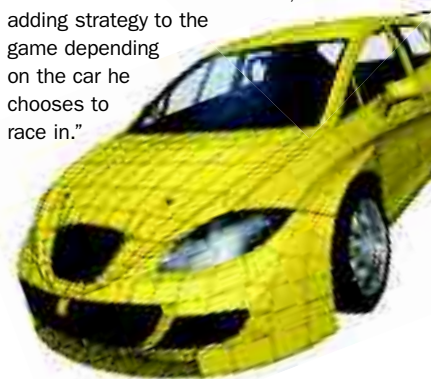 adding strategy to the
game depending
on the car he
chooses to
race in.”